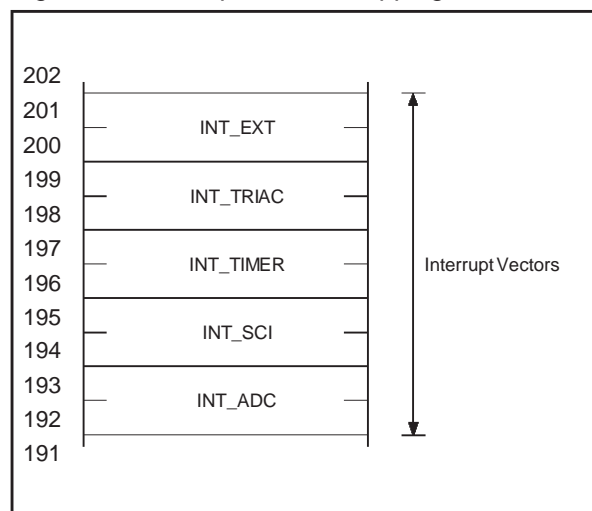 202
201
INT_EXT
200
199
INT_TRIAC
198
197
INT_TIMER
Interrupt Vectors
196
195
INT_SCI
194
193
INT_ADC
192
191